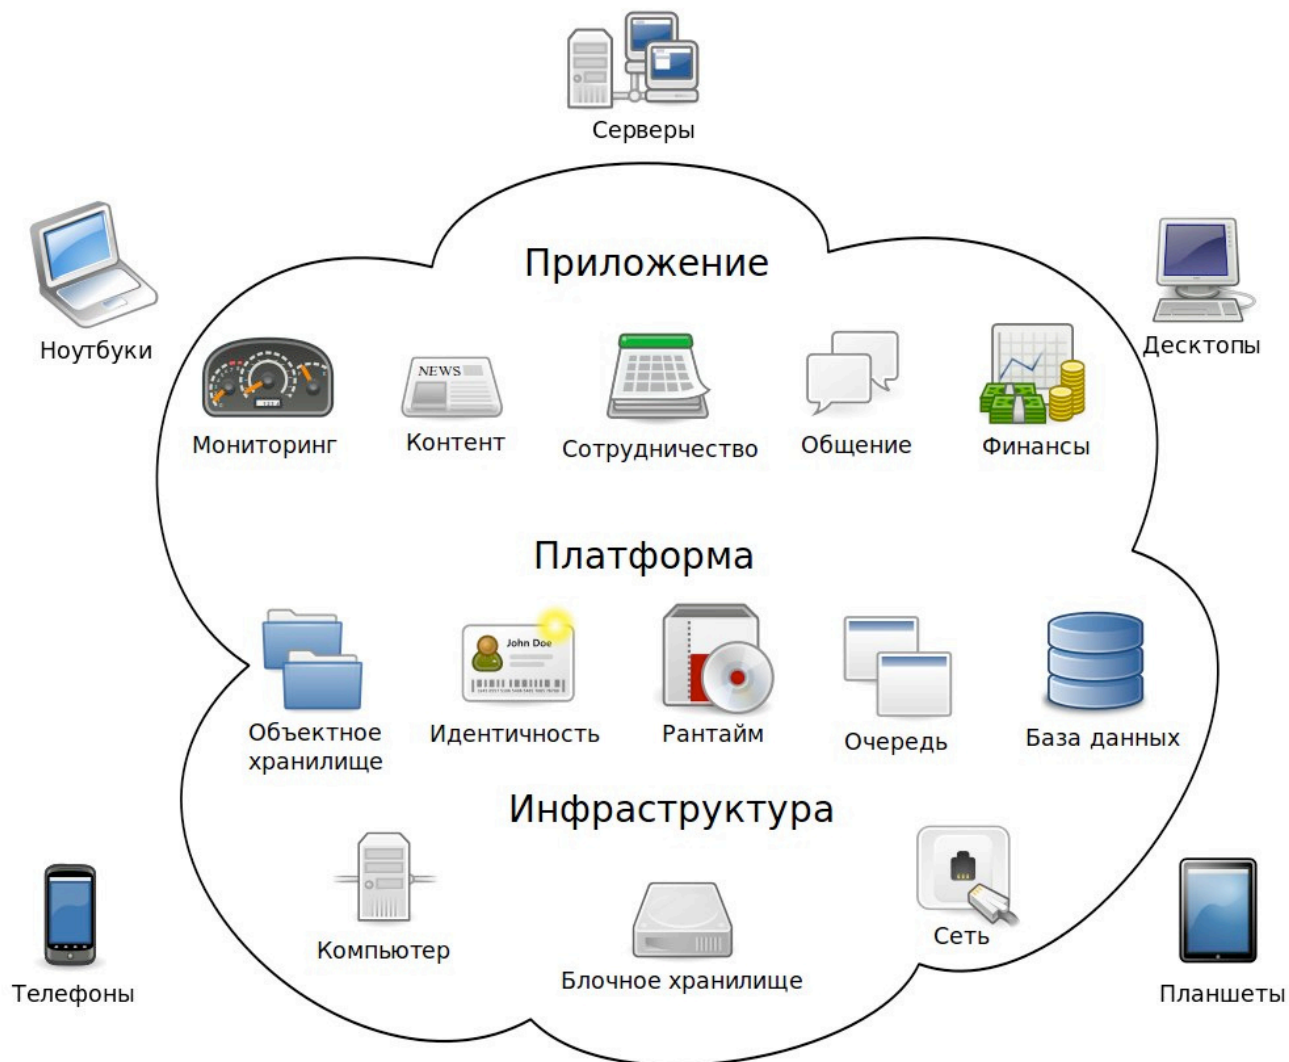 Серверы
Ноутбуки
Десктопы
Приложение
NEWS
Мониторинг
Контент
Сотрудничество
Общение
Финансы
Платформа
John Doe
Объектное
хранилище
Идентичность
Рантайм
Очередь
База данных
Инфраструктура
Компьютер
Блочное хранилище
Сеть
Телефоны
Планшеты